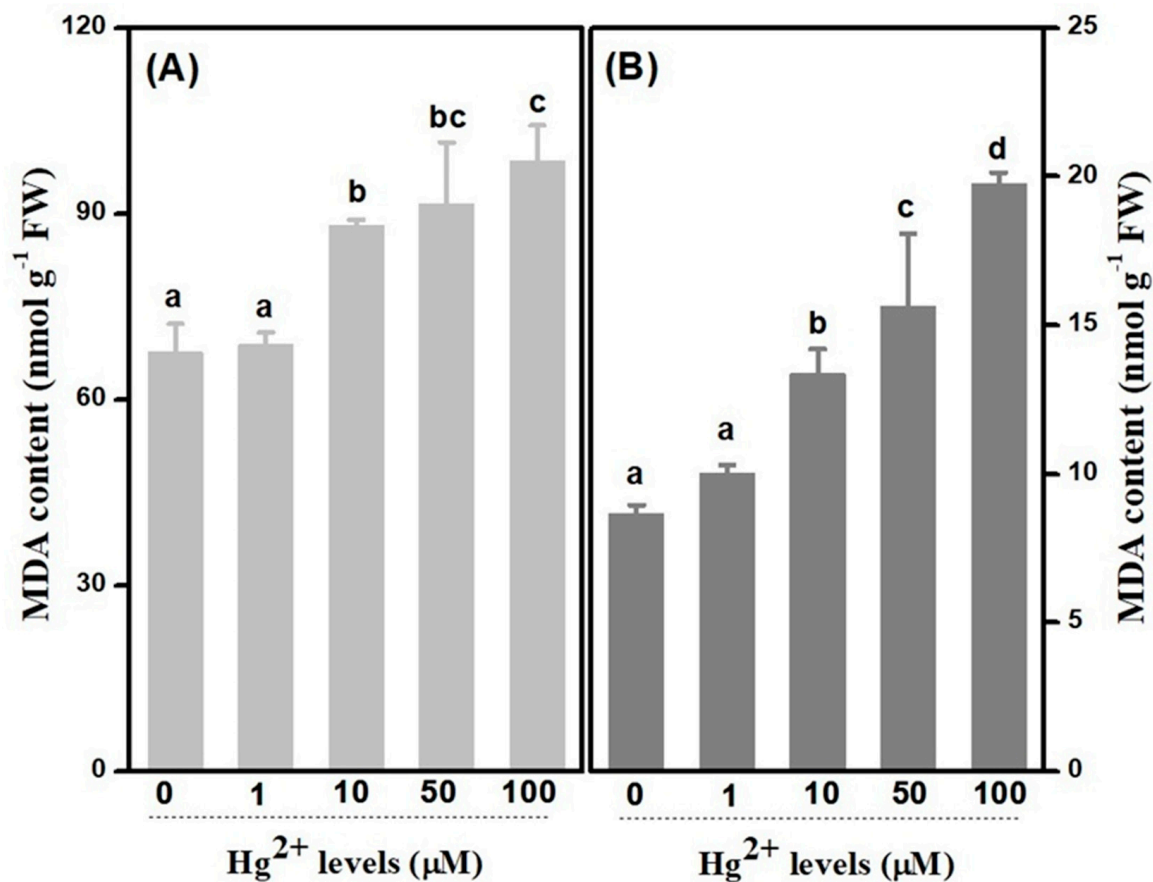 120
90
60
30
0
MDA content (nmol g⁻¹ FW)
(A)
a
a
b
bc
c
0 1 10 50 100
Hg²⁺ levels (μM)
(B)
a
a
b
c
d
0 1 10 50 100
Hg²⁺ levels (μM)
25
20
15
10
5
0
MDA content (nmol g⁻¹ FW)